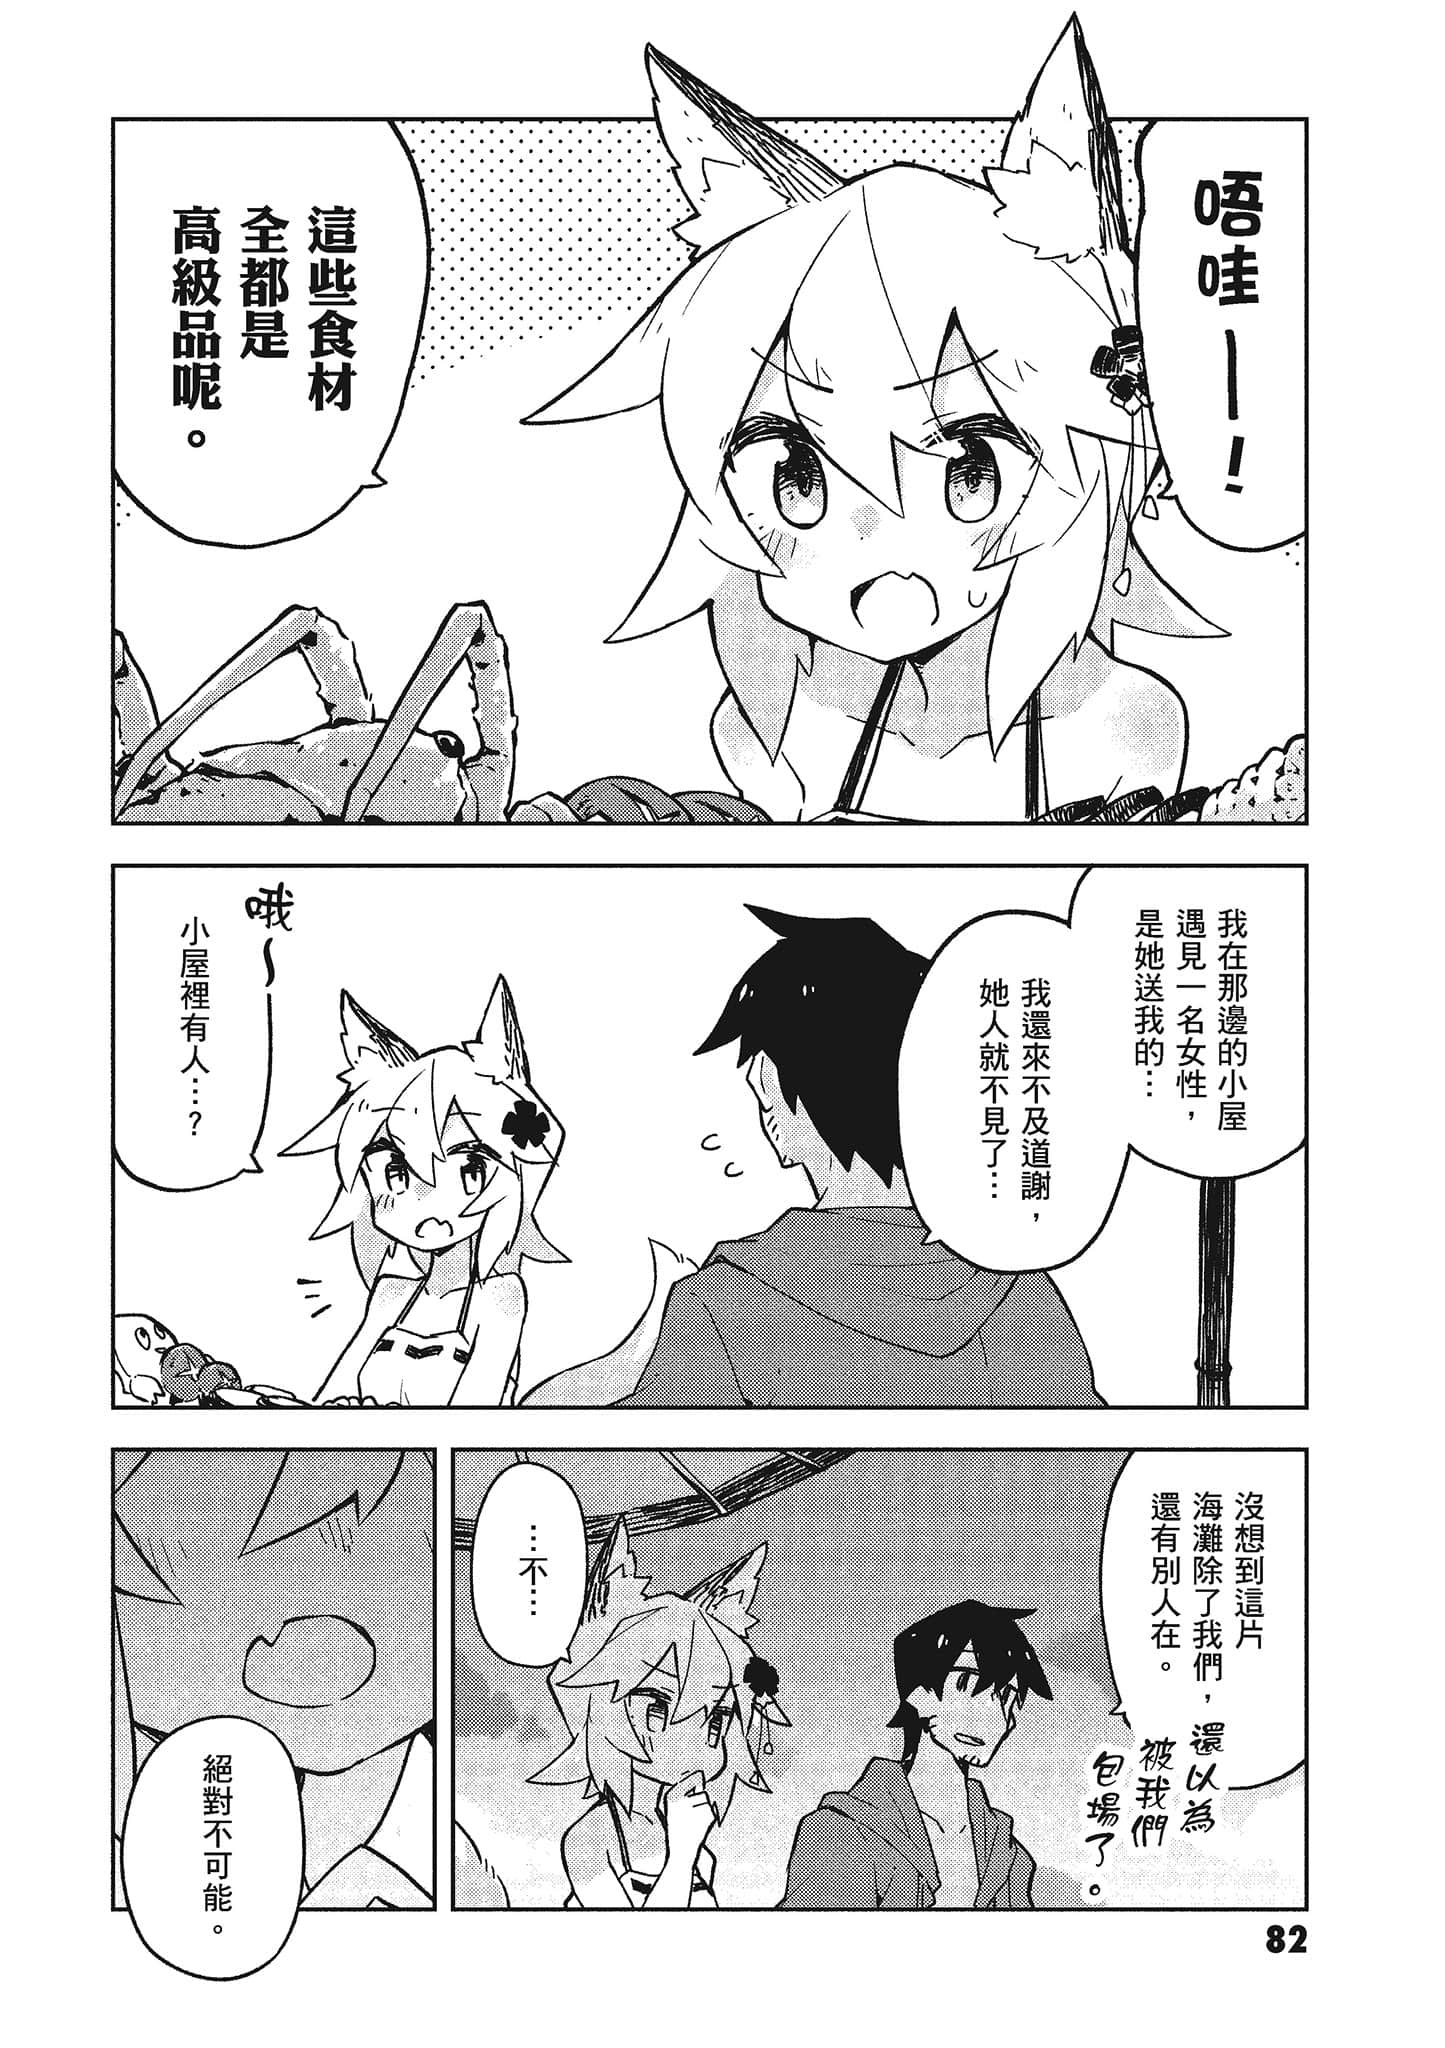 唔哇——！
這些食材
全都是
高級品呢。
我在那邊的小屋
遇見一名女性，
是她送我的…
我還來不及道謝，
她人就不見了…
哦～
小屋裡有人…？
沒想到這片
海灘除了我們，
還有別人在。
還以為
被我們
包場了。
…不…
絕對不可能。
82